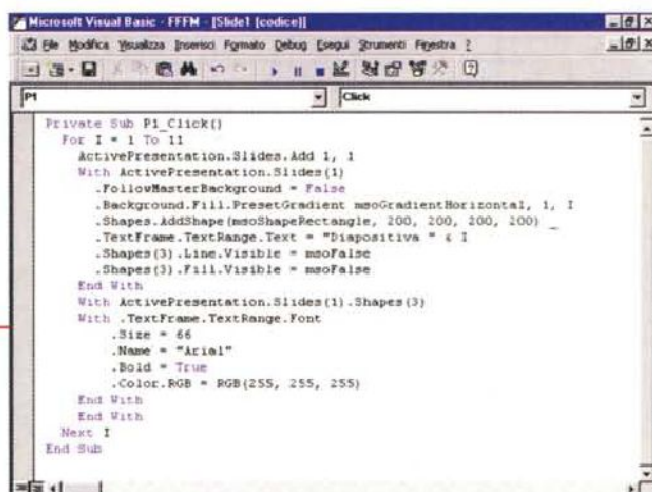 Microsoft Visual Basic - FFFM - [Slide1 (codice)]
File Modifica Visualizza Inserisci Formato Debug Esegui Strumenti Finestra ?
P1 Click
Private Sub P1_Click()
For I = 1 To 11
ActivePresentation.Slides.Add 1, 1
With ActivePresentation.Slides(1)
.FollowMasterBackground = False
.Background.Fill.PresetGradient msoGradientHorizontal, 1, I
.Shapes.AddShape(msoShapeRectangle, 200, 200, 200, 200) _
.TextFrame.TextRange.Text = "Diapositiva " & I
.Shapes(3).Line.Visible = msoFalse
.Shapes(3).Fill.Visible = msoFalse
End With
With ActivePresentation.Slides(1).Shapes(3)
With .TextFrame.TextRange.Font
.Size = 66
.Name = "Arial"
.Bold = True
.Color.RGB = RGB(255, 255, 255)
End With
End With
Next I
End Sub